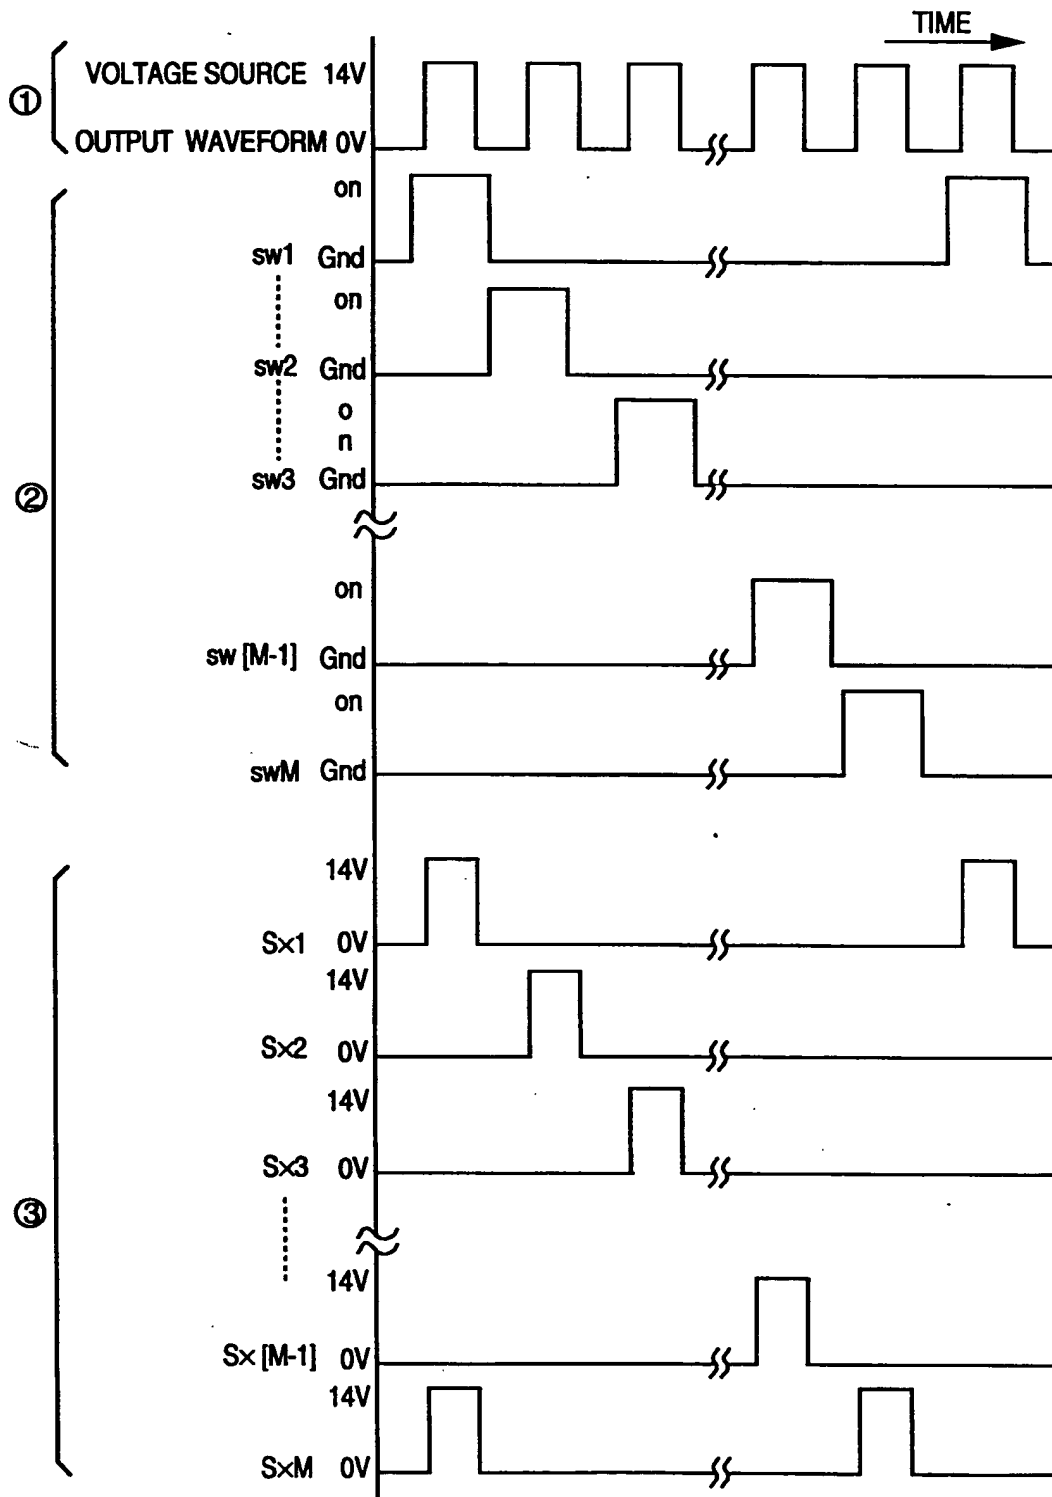 TIME
① VOLTAGE SOURCE 14V
OUTPUT WAVEFORM 0V
on
sw1 Gnd
on
sw2 Gnd
o
n
sw3 Gnd
②
on
sw [M-1] Gnd
on
swM Gnd
14V
S×1 0V
14V
S×2 0V
14V
S×3 0V
③
14V
S× [M-1] 0V
14V
S×M 0V